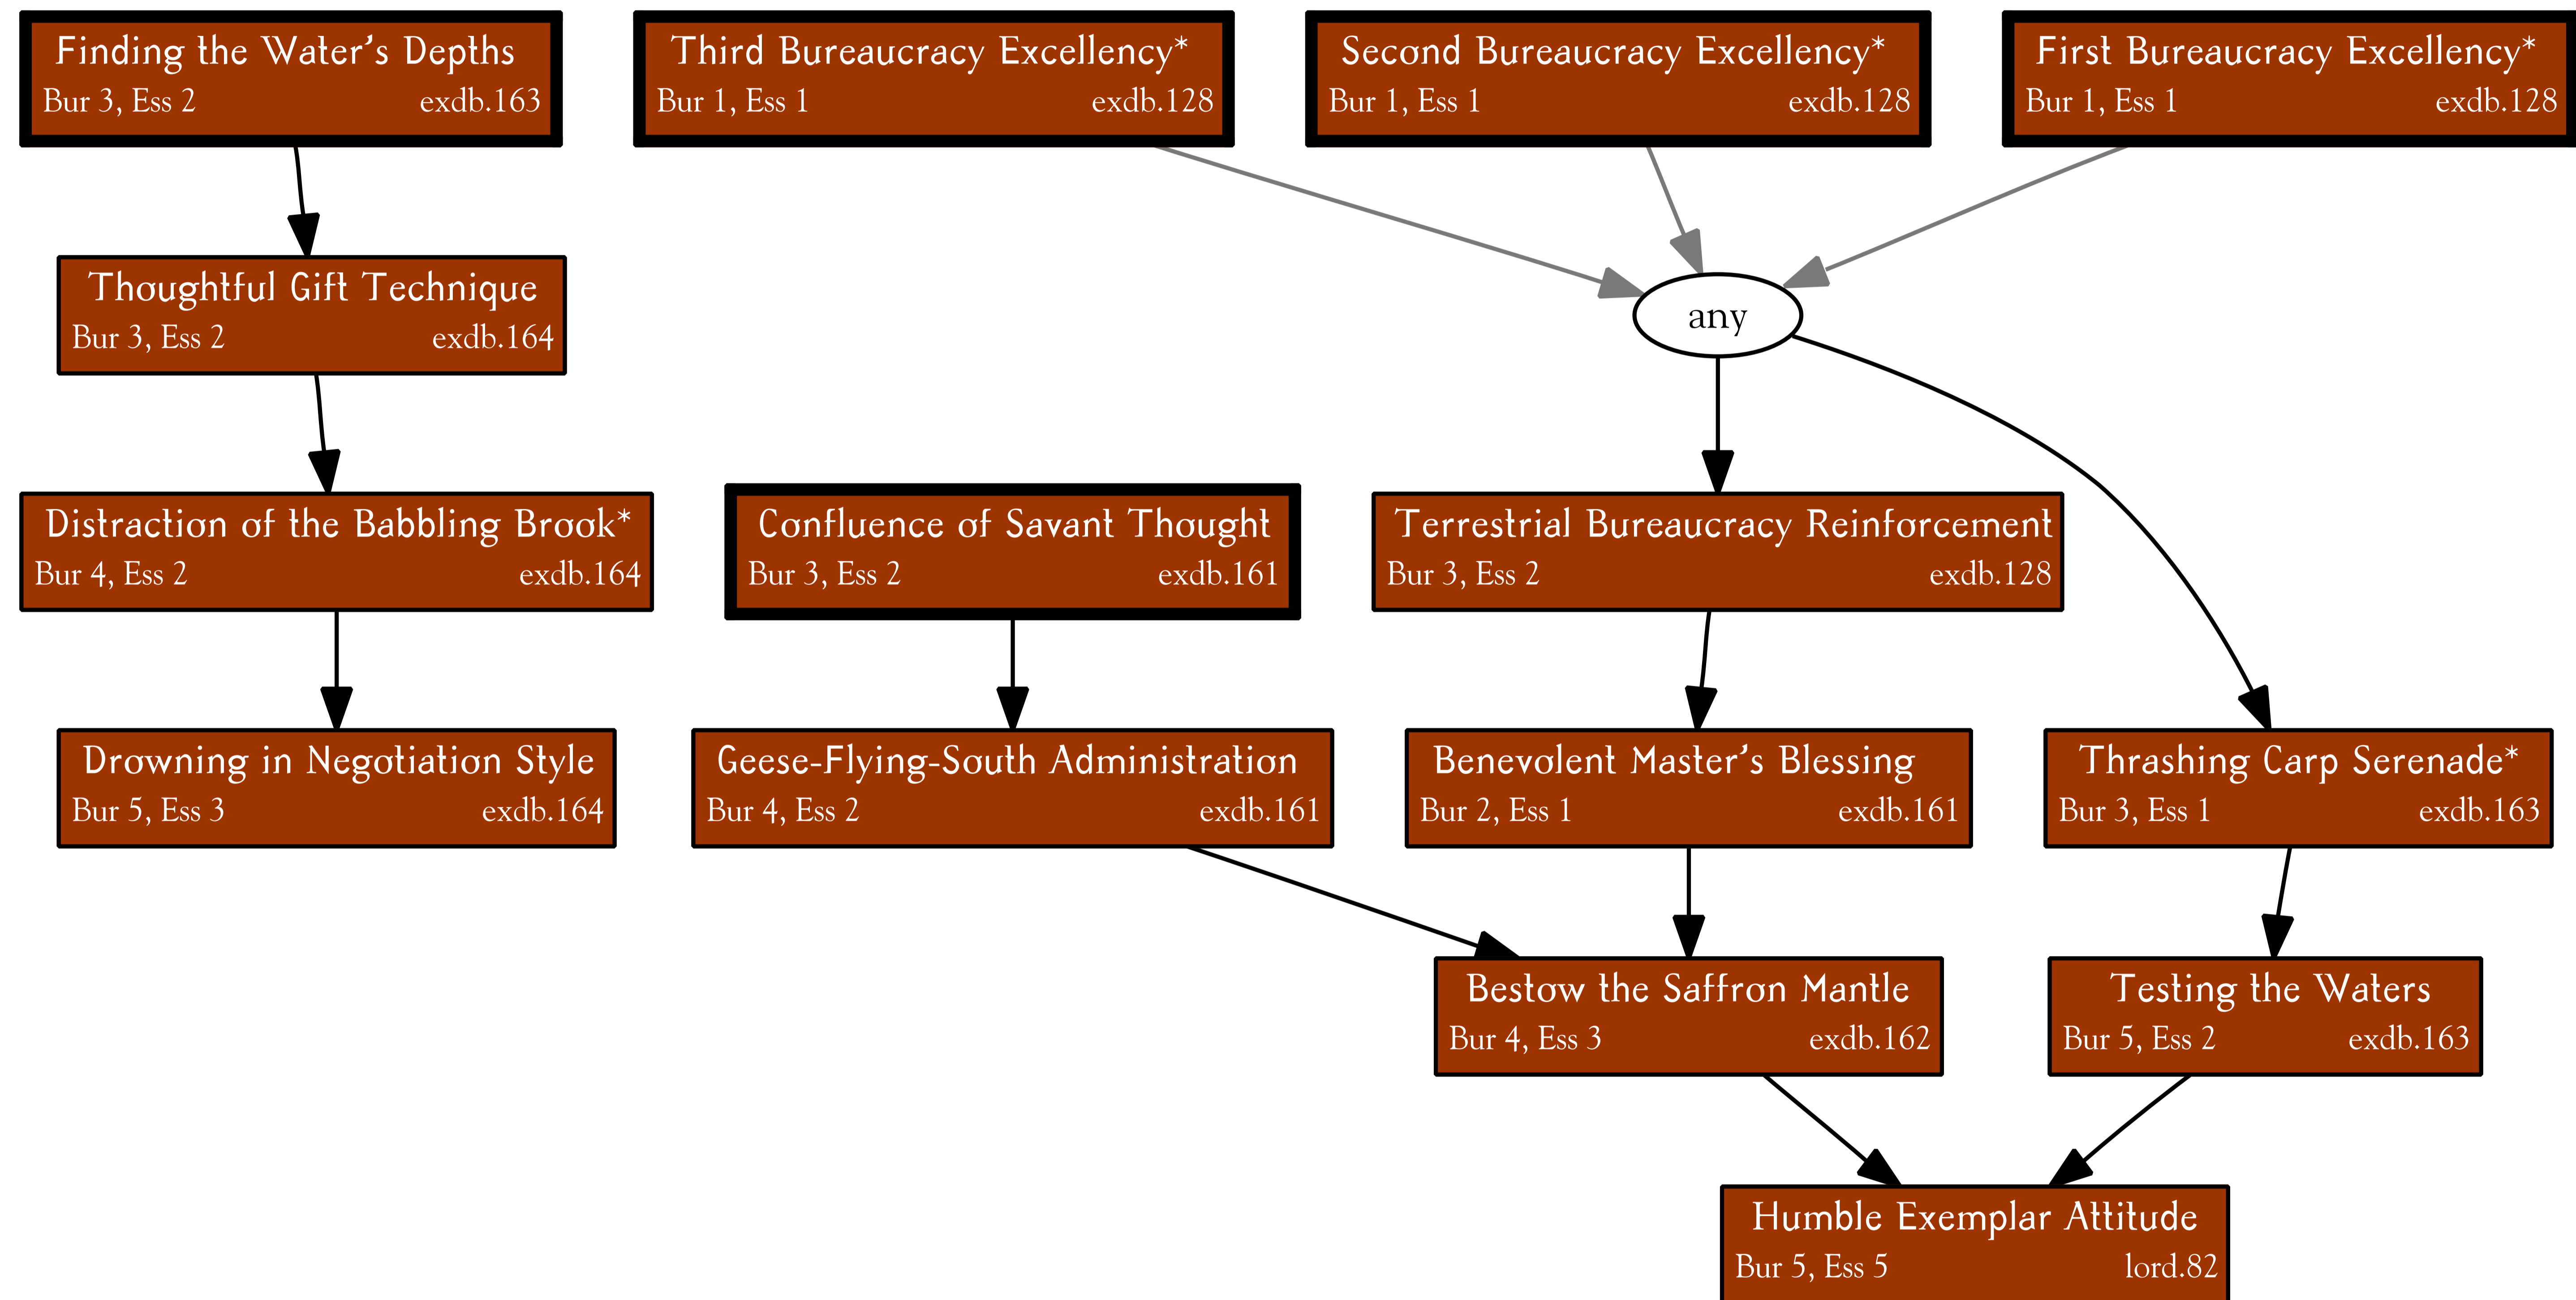 Finding the Water's Depths
Bur 3, Ess 2 exdb.163
Third Bureaucracy Excellency*
Bur 1, Ess 1 exdb.128
Second Bureaucracy Excellency*
Bur 1, Ess 1 exdb.128
First Bureaucracy Excellency*
Bur 1, Ess 1 exdb.128
Thoughtful Gift Technique
Bur 3, Ess 2 exdb.164
any
Distraction of the Babbling Brook*
Bur 4, Ess 2 exdb.164
Confluence of Savant Thought
Bur 3, Ess 2 exdb.161
Terrestrial Bureaucracy Reinforcement
Bur 3, Ess 2 exdb.128
Drowning in Negotiation Style
Bur 5, Ess 3 exdb.164
Geese-Flying-South Administration
Bur 4, Ess 2 exdb.161
Benevolent Master's Blessing
Bur 2, Ess 1 exdb.161
Thrashing Carp Serenade*
Bur 3, Ess 1 exdb.163
Bestow the Saffron Mantle
Bur 4, Ess 3 exdb.162
Testing the Waters
Bur 5, Ess 2 exdb.163
Humble Exemplar Attitude
Bur 5, Ess 5 lord.82